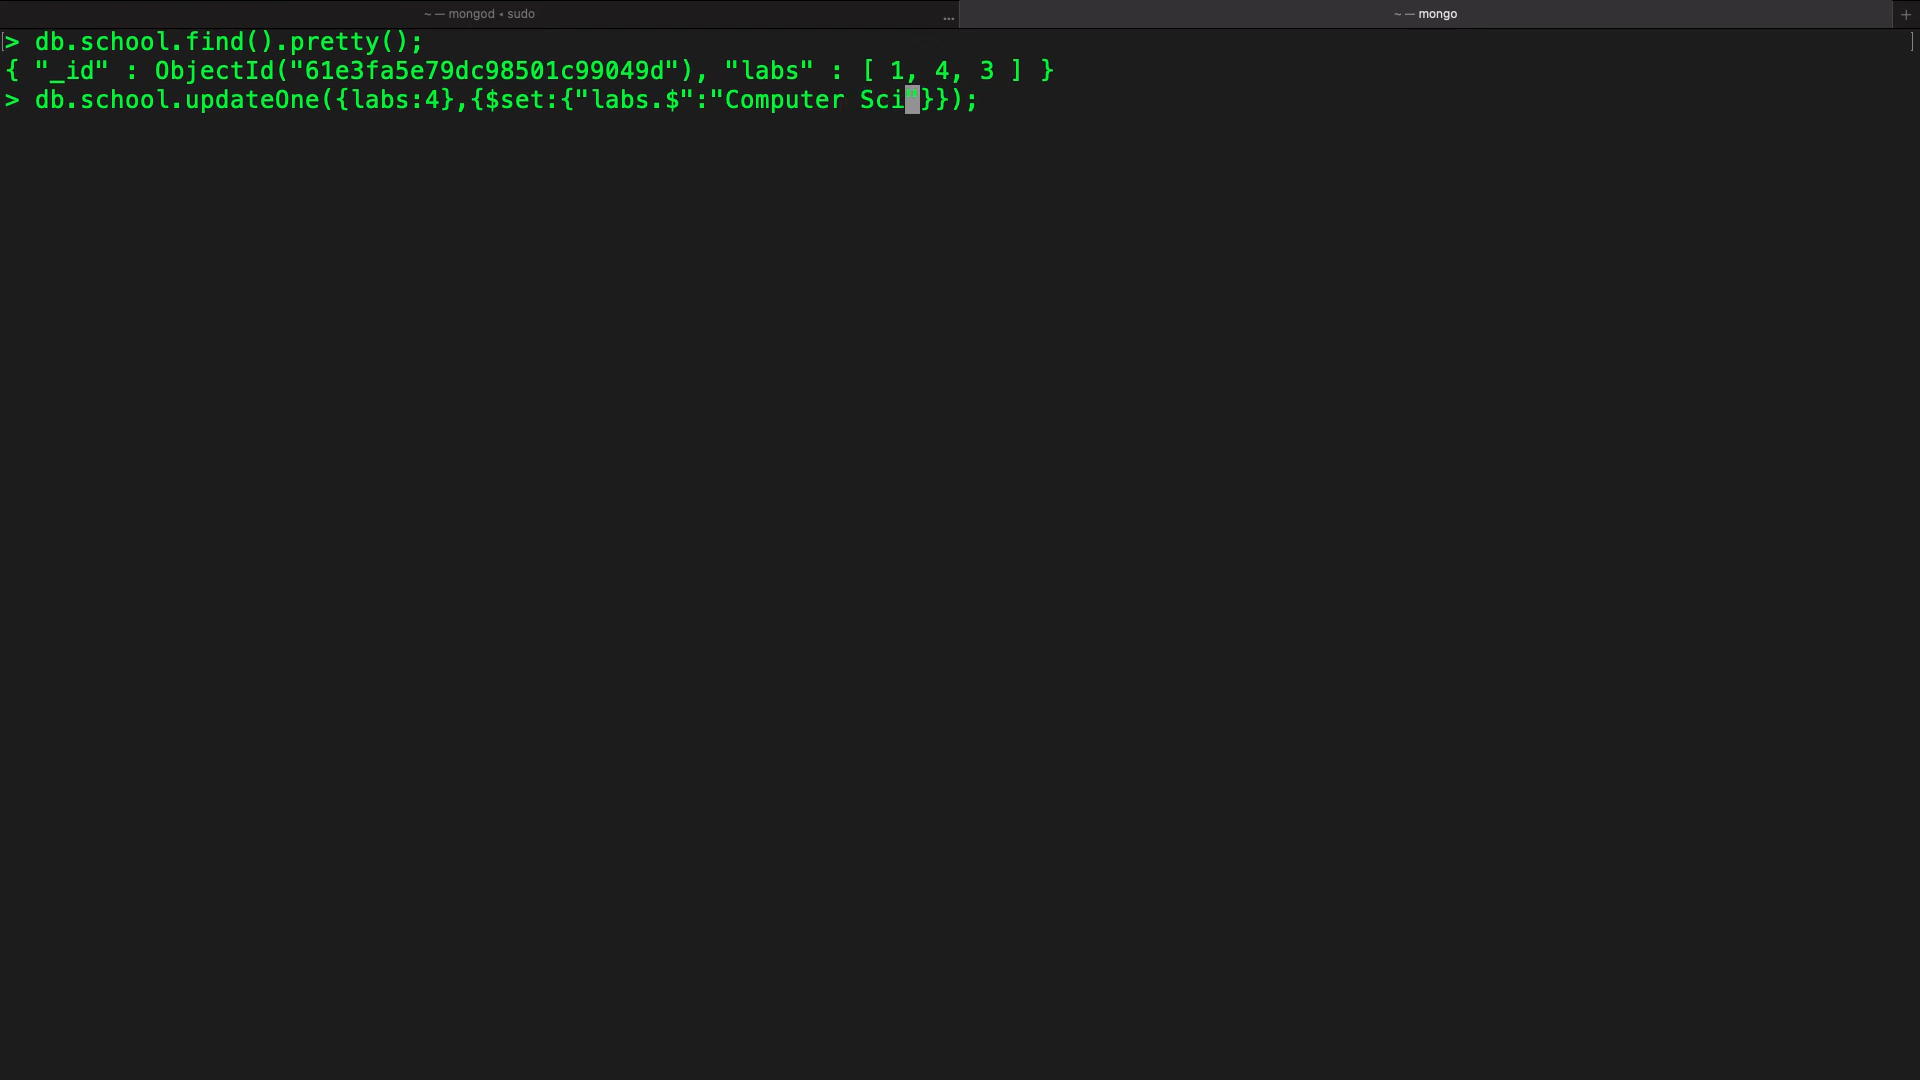 ~ — mongod ◂ sudo ... ~ — mongo +
> db.school.find().pretty();
{ "_id" : ObjectId("61e3fa5e79dc98501c99049d"), "labs" : [ 1, 4, 3 ] }
> db.school.updateOne({labs:4},{$set:{"labs.$":"Computer Sci"}});